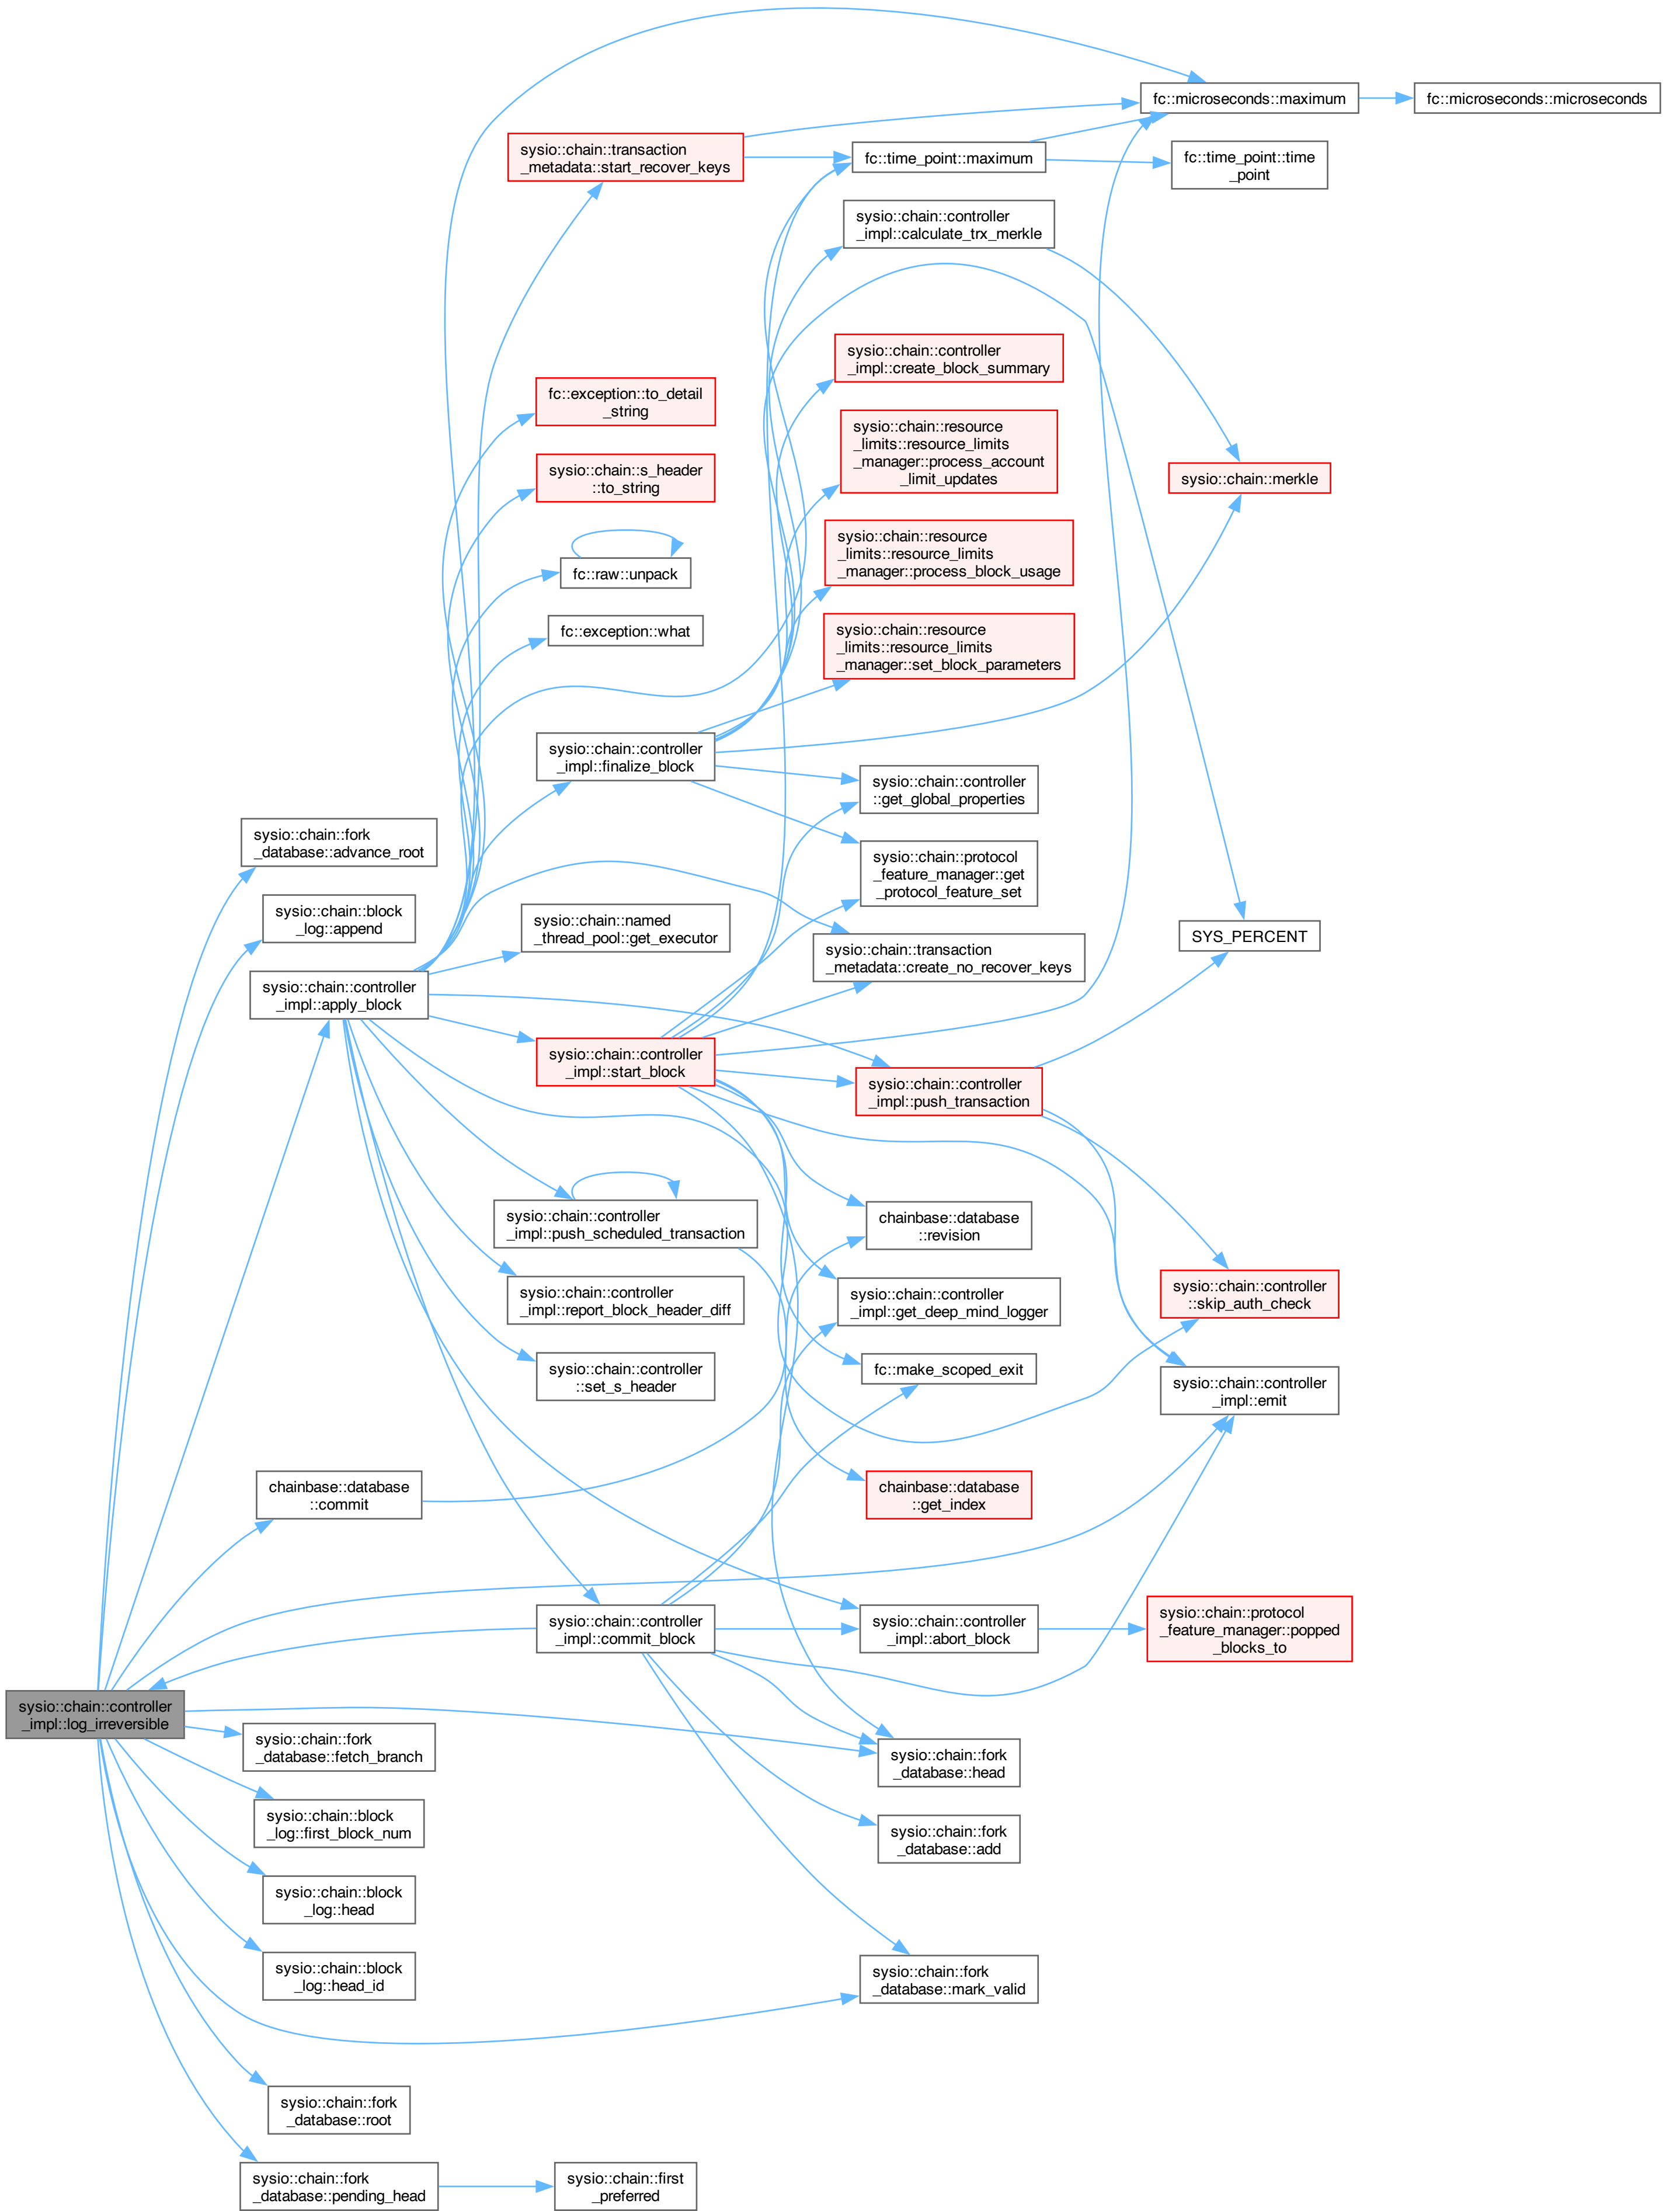 fc::microseconds::maximum
fc::microseconds::microseconds
sysio::chain::transaction
_metadata::start_recover_keys
fc::time_point::maximum
fc::time_point::time
_point
sysio::chain::controller
_impl::calculate_trx_merkle
sysio::chain::controller
_impl::create_block_summary
fc::exception::to_detail
_string
sysio::chain::resource
_limits::resource_limits
_manager::process_account
_limit_updates
sysio::chain::s_header
::to_string
sysio::chain::merkle
sysio::chain::resource
_limits::resource_limits
_manager::process_block_usage
fc::raw::unpack
fc::exception::what
sysio::chain::resource
_limits::resource_limits
_manager::set_block_parameters
sysio::chain::controller
_impl::finalize_block
sysio::chain::controller
::get_global_properties
sysio::chain::fork
_database::advance_root
sysio::chain::protocol
_feature_manager::get
_protocol_feature_set
sysio::chain::block
_log::append
sysio::chain::named
_thread_pool::get_executor
SYS_PERCENT
sysio::chain::transaction
_metadata::create_no_recover_keys
sysio::chain::controller
_impl::apply_block
sysio::chain::controller
_impl::start_block
sysio::chain::controller
_impl::push_transaction
sysio::chain::controller
_impl::push_scheduled_transaction
chainbase::database
::revision
sysio::chain::controller
_impl::report_block_header_diff
sysio::chain::controller
_impl::get_deep_mind_logger
sysio::chain::controller
::skip_auth_check
sysio::chain::controller
::set_s_header
fc::make_scoped_exit
sysio::chain::controller
_impl::emit
chainbase::database
::commit
chainbase::database
::get_index
sysio::chain::controller
_impl::commit_block
sysio::chain::controller
_impl::abort_block
sysio::chain::protocol
_feature_manager::popped
_blocks_to
sysio::chain::controller
_impl::log_irreversible
sysio::chain::fork
_database::fetch_branch
sysio::chain::fork
_database::head
sysio::chain::block
_log::first_block_num
sysio::chain::fork
_database::add
sysio::chain::block
_log::head
sysio::chain::block
_log::head_id
sysio::chain::fork
_database::mark_valid
sysio::chain::fork
_database::root
sysio::chain::fork
_database::pending_head
sysio::chain::first
_preferred